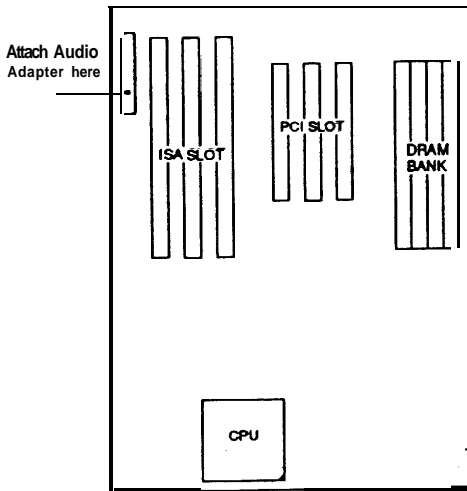 Attach Audio
Adapter here
ISA SLOT
PCI SLOT
DRAM
BANK
CPU